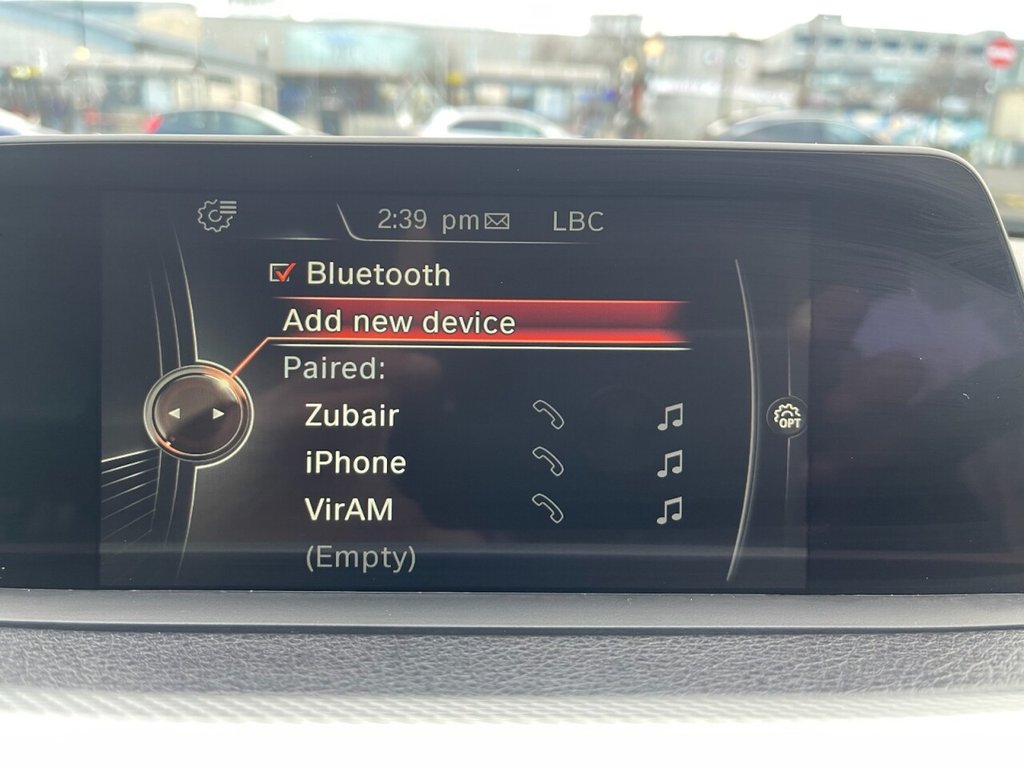 2:39 pm LBC
Bluetooth
Add new device
Paired:
Zubair
iPhone
OPT
VirAM
(Empty)